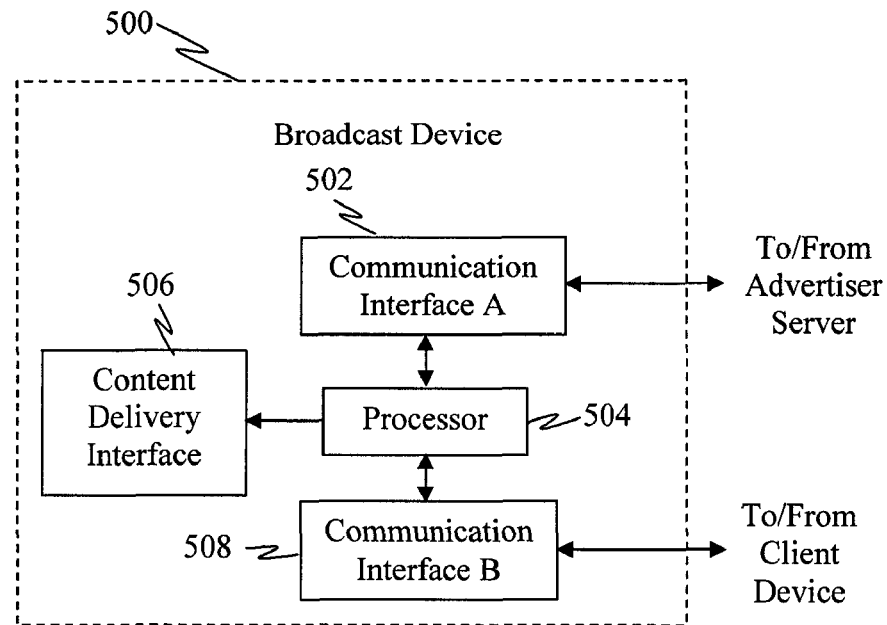 500
Broadcast Device
502
Communication
Interface A
To/From
Advertiser
Server
506
Content
Delivery
Interface
Processor
504
508
Communication
Interface B
To/From
Client
Device